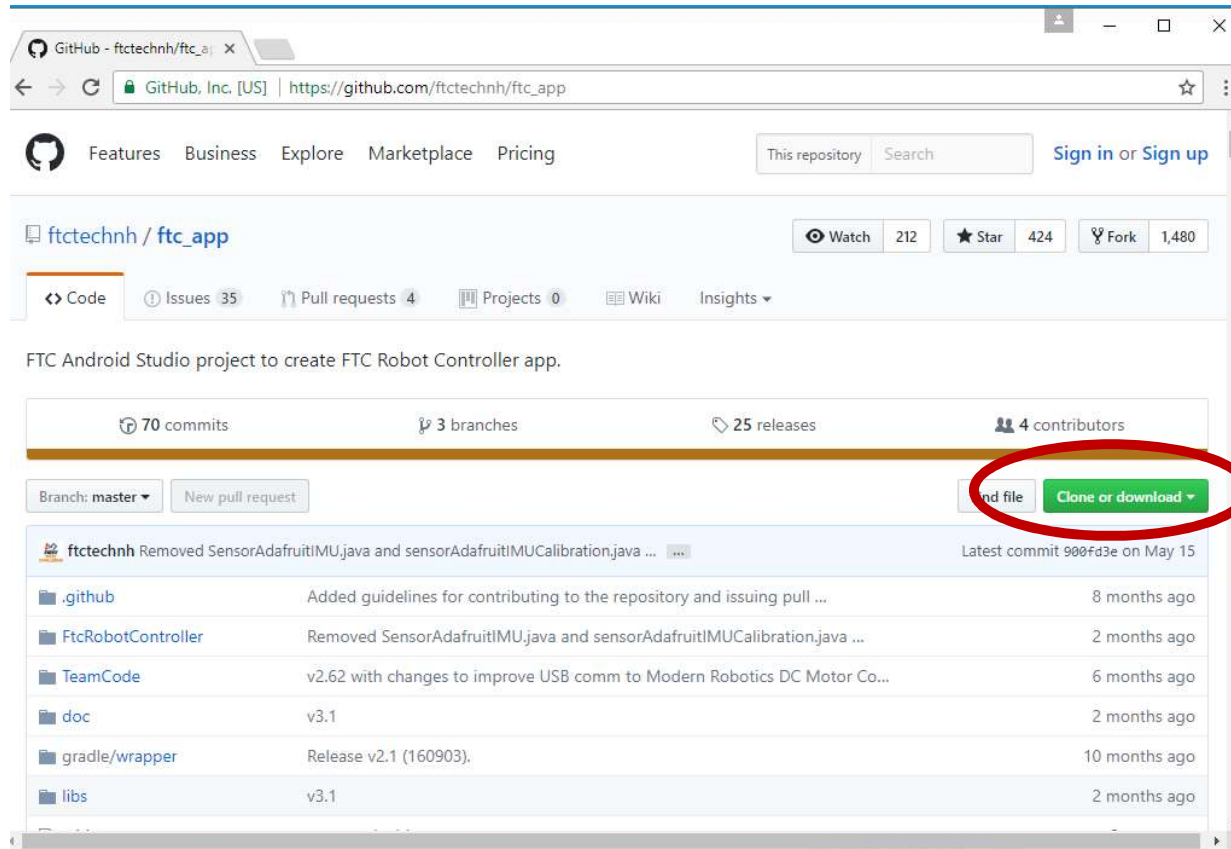 GitHub - ftctechnh/ftc_a
GitHub, Inc. [US] | https://github.com/ftctechnh/ftc_app
Features Business Explore Marketplace Pricing This repository Search Sign in or Sign up
ftctechnh / ftc_app Watch 212 Star 424 Fork 1,480
Code Issues 35 Pull requests 4 Projects 0 Wiki Insights
FTC Android Studio project to create FTC Robot Controller app.
70 commits 3 branches 25 releases 4 contributors
Branch: master New pull request ind file Clone or download
ftctechnh Removed SensorAdafruitIMU.java and sensorAdafruitIMUCalibration.java ... ... Latest commit 900fd3e on May 15
.github Added guidelines for contributing to the repository and issuing pull ... 8 months ago
FtcRobotController Removed SensorAdafruitIMU.java and sensorAdafruitIMUCalibration.java ... 2 months ago
TeamCode v2.62 with changes to improve USB comm to Modern Robotics DC Motor Co... 6 months ago
doc v3.1 2 months ago
gradle/wrapper Release v2.1 (160903). 10 months ago
libs v3.1 2 months ago